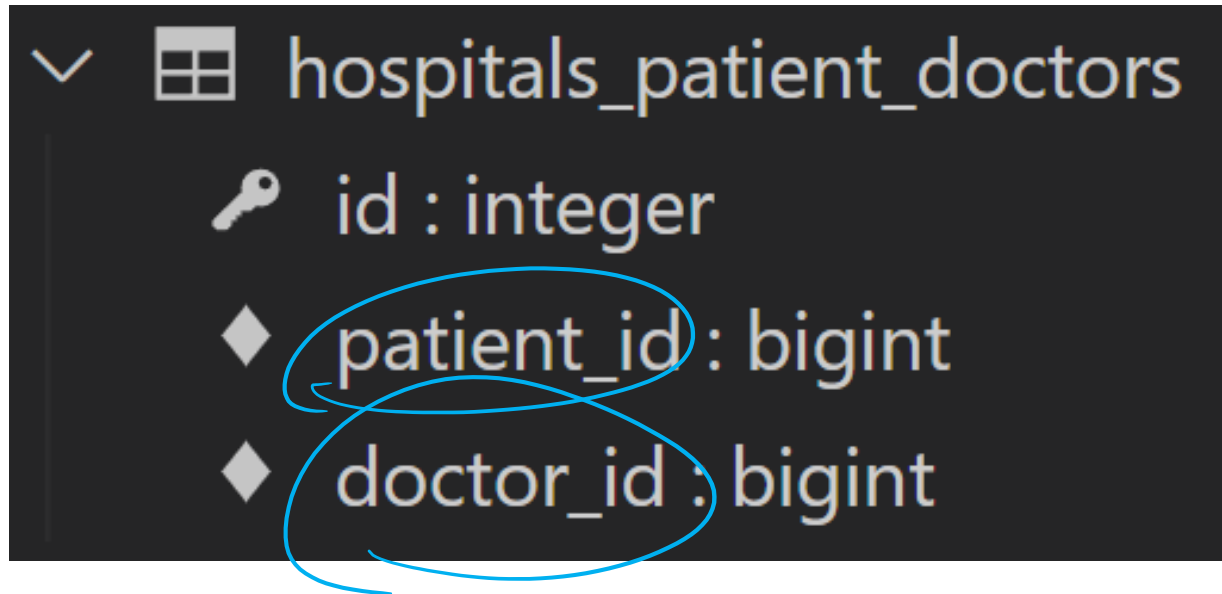 hospitals_patient_doctors
id : integer
patient_id : bigint
doctor_id : bigint